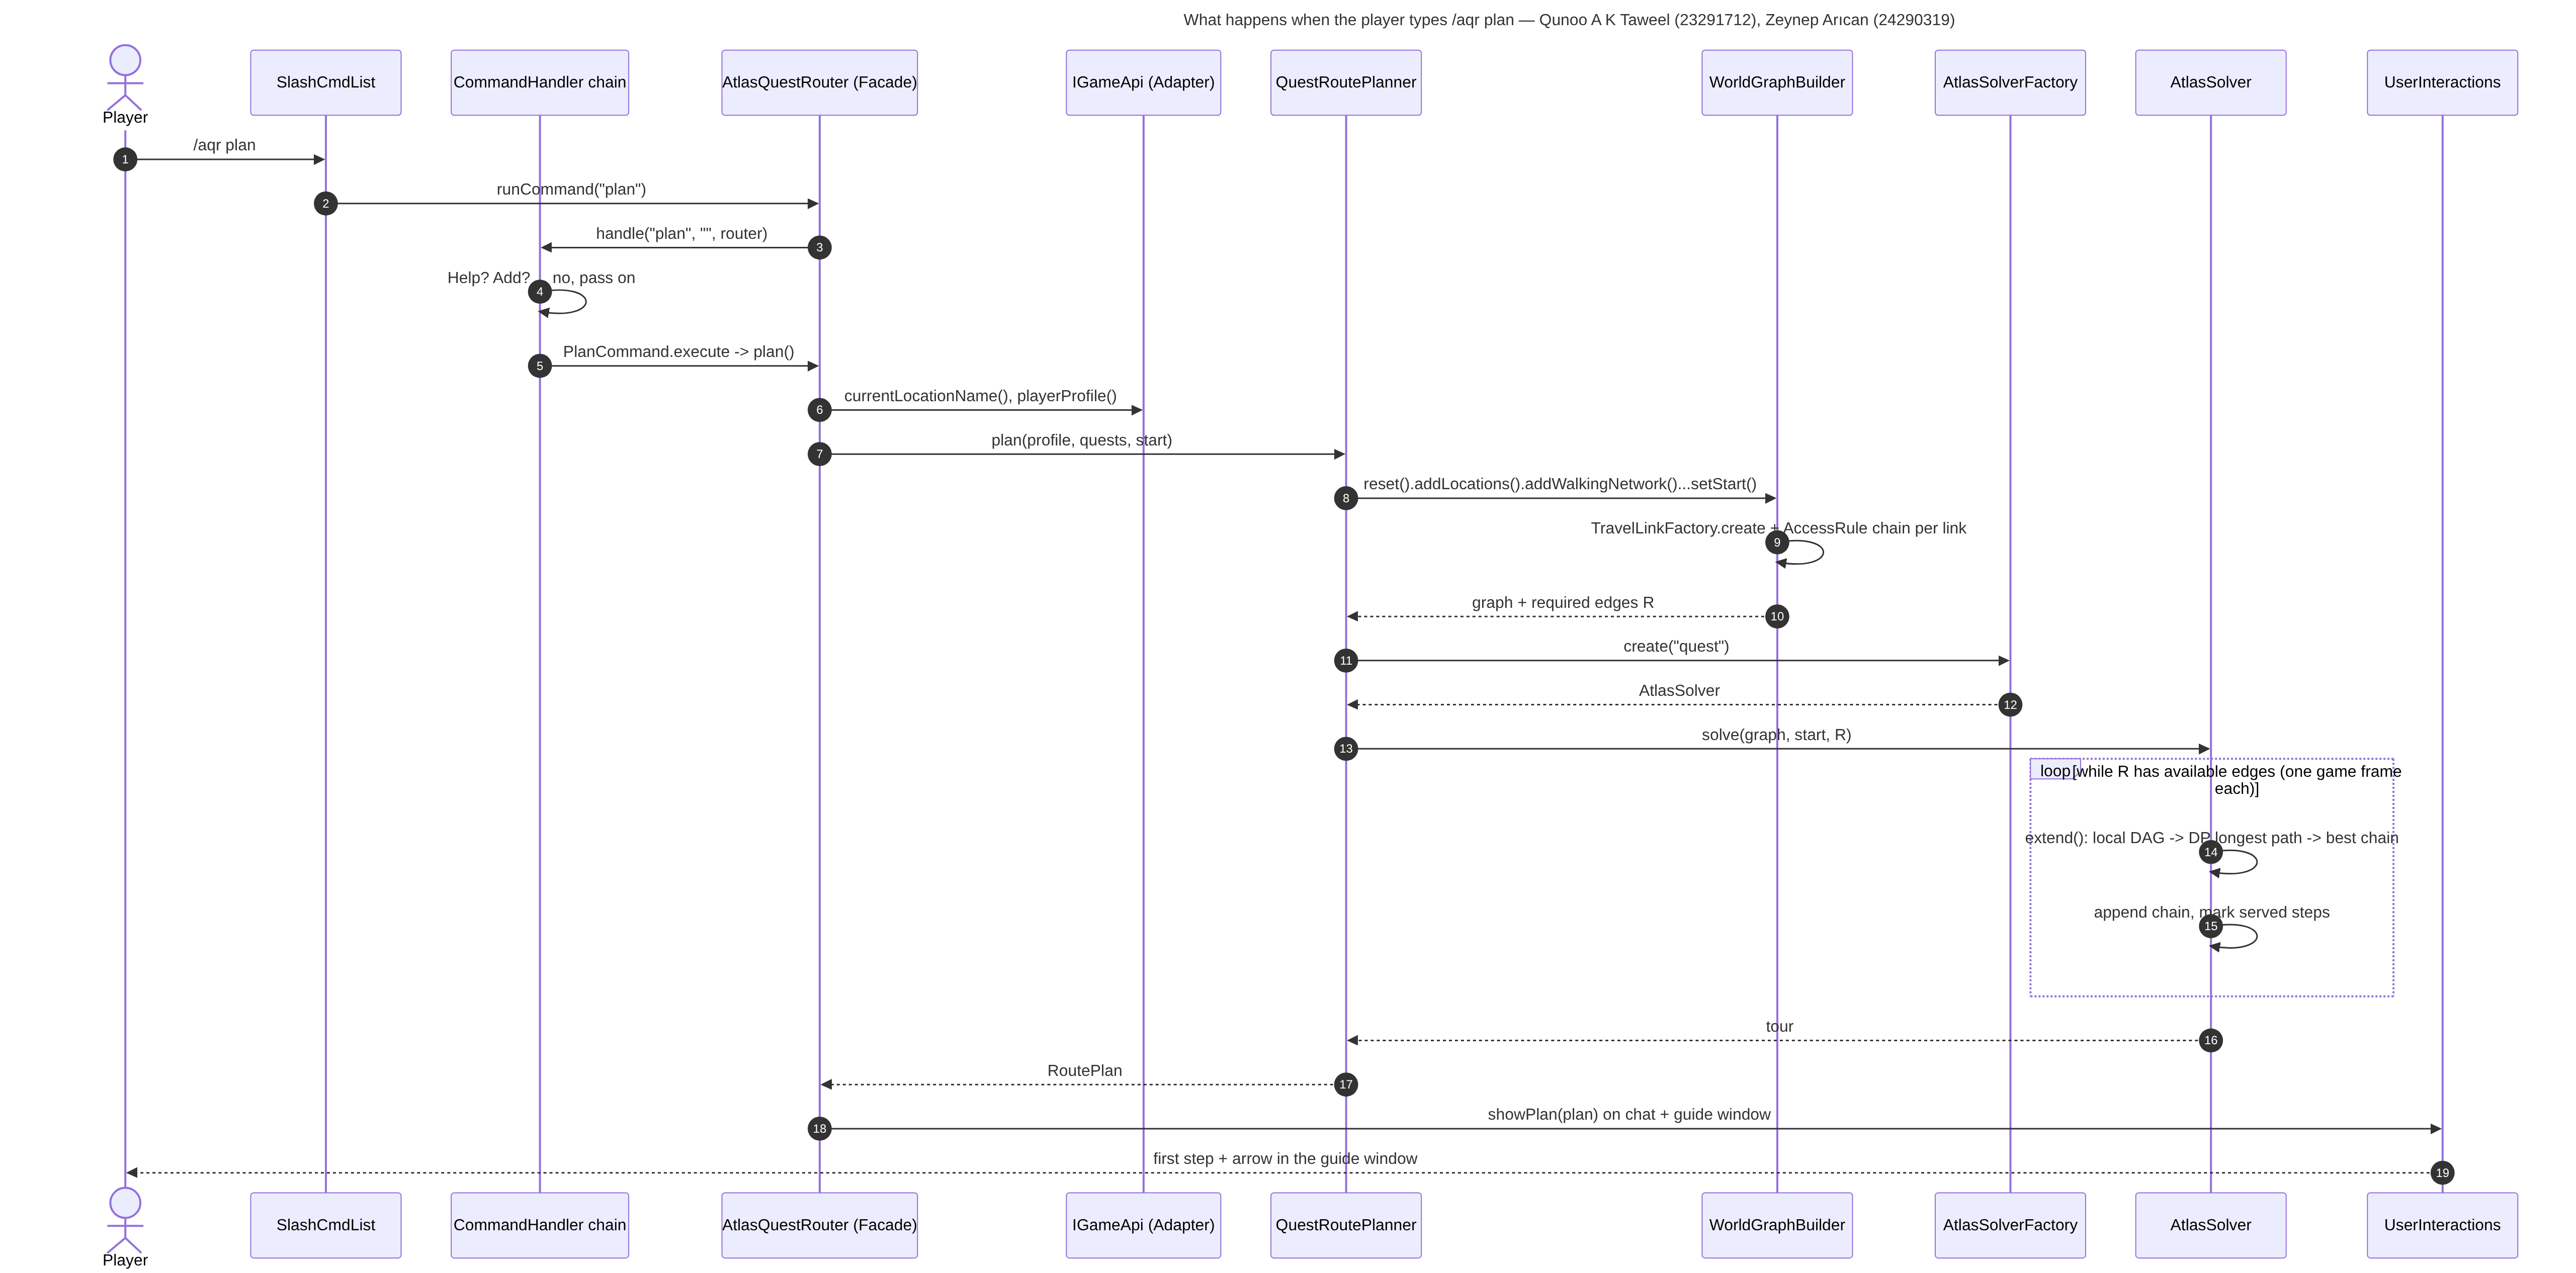 What happens when the player types /aqr plan — Qunoo A K Taweel (23291712), Zeynep Arıcan (24290319)
Player
SlashCmdList
CommandHandler chain
AtlasQuestRouter (Facade)
IGameApi (Adapter)
QuestRoutePlanner
WorldGraphBuilder
AtlasSolverFactory
AtlasSolver
UserInteractions
1
/aqr plan
2
runCommand("plan")
3
handle("plan", "", router)
4
Help? Add? no, pass on
5
PlanCommand.execute -> plan()
6
currentLocationName(), playerProfile()
7
plan(profile, quests, start)
8
reset().addLocations().addWalkingNetwork()...setStart()
9
TravelLinkFactory.create + AccessRule chain per link
10
graph + required edges R
11
create("quest")
12
AtlasSolver
13
solve(graph, start, R)
loop
[while R has available edges (one game frame
each)]
14
extend(): local DAG -> DP longest path -> best chain
15
append chain, mark served steps
16
tour
17
RoutePlan
18
showPlan(plan) on chat + guide window
19
first step + arrow in the guide window
Player
SlashCmdList
CommandHandler chain
AtlasQuestRouter (Facade)
IGameApi (Adapter)
QuestRoutePlanner
WorldGraphBuilder
AtlasSolverFactory
AtlasSolver
UserInteractions